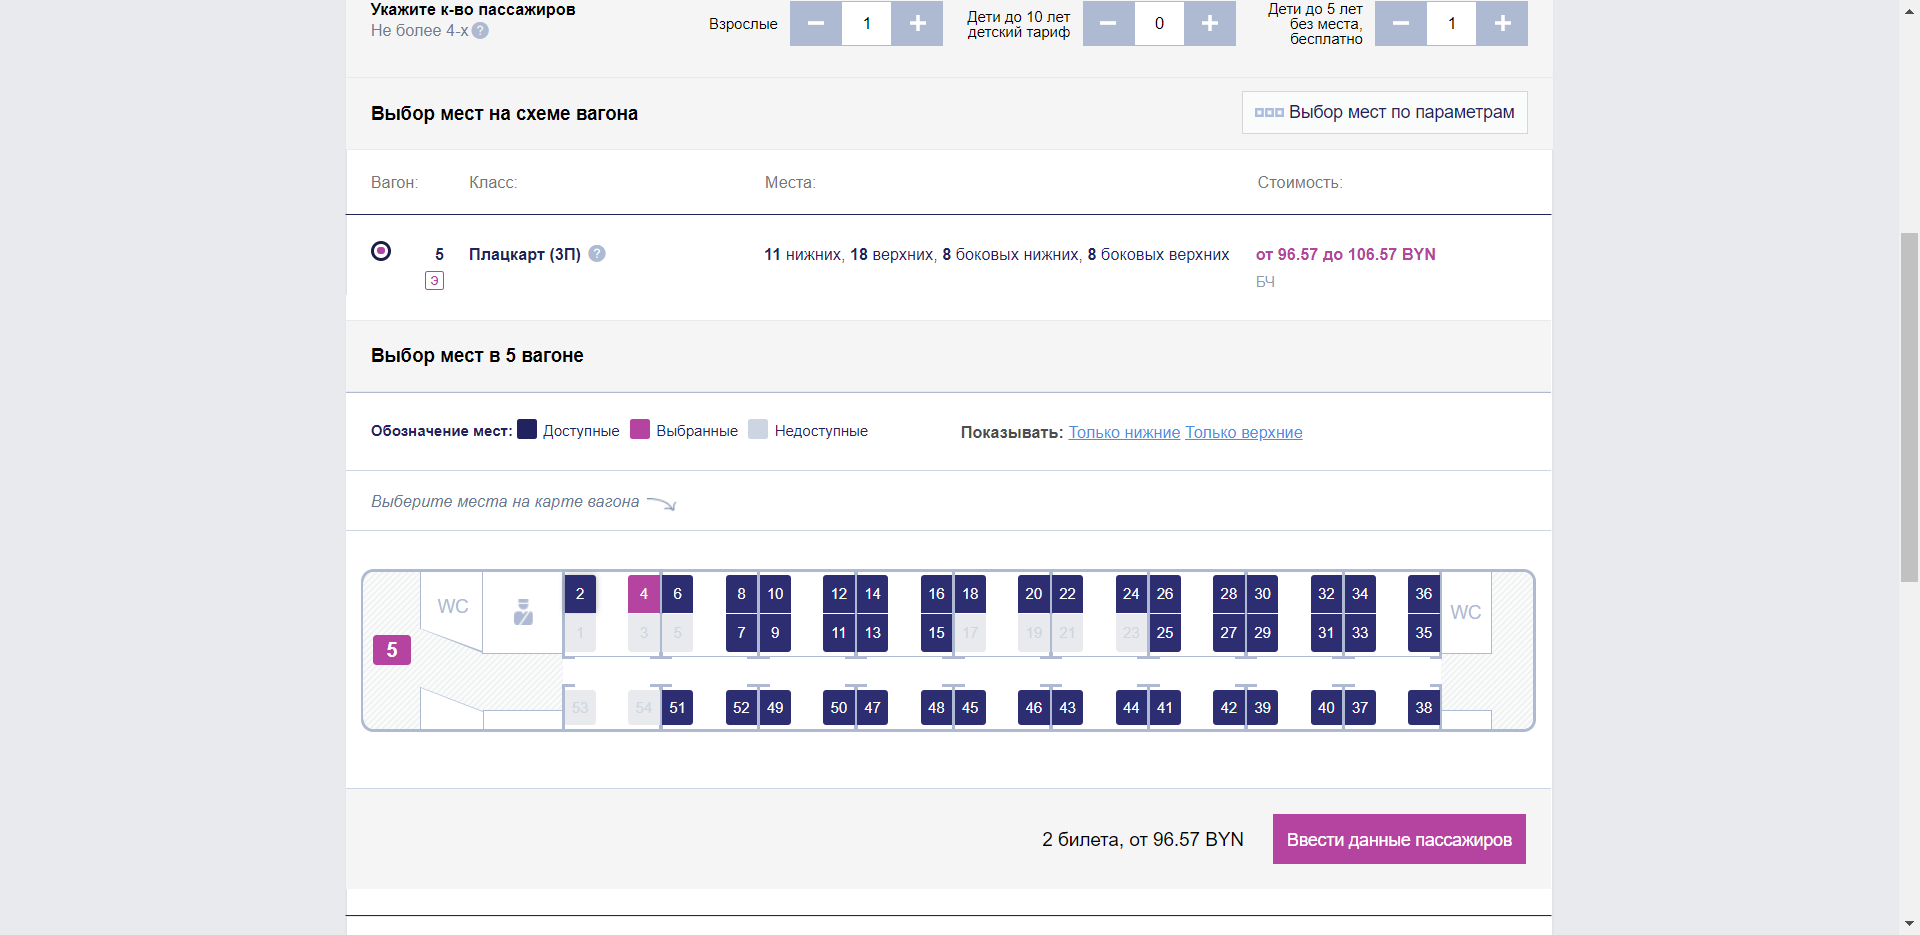 Укажите к-во пассажиров
Не более 4-х ?
Взрослые − 1 +
Дети до 10 лет
детский тариф
− 0 +
Дети до 5 лет
без места,
бесплатно
− 1 +
Выбор мест на схеме вагона
Выбор мест по параметрам
Вагон: Класс: Места: Стоимость:
5 Плацкарт (3П) ? 11 нижних, 18 верхних, 8 боковых нижних, 8 боковых верхних от 96.57 до 106.57 BYN
Э БЧ
Выбор мест в 5 вагоне
Обозначение мест: Доступные Выбранные Недоступные Показывать: Только нижние Только верхние
Выберите места на карте вагона
WC 2 4 6 8 10 12 14 16 18 20 22 24 26 28 30 32 34 36 WC
1 3 5 7 9 11 13 15 17 19 21 23 25 27 29 31 33 35
5
53 54 51 52 49 50 47 48 45 46 43 44 41 42 39 40 37 38
2 билета, от 96.57 BYN Ввести данные пассажиров